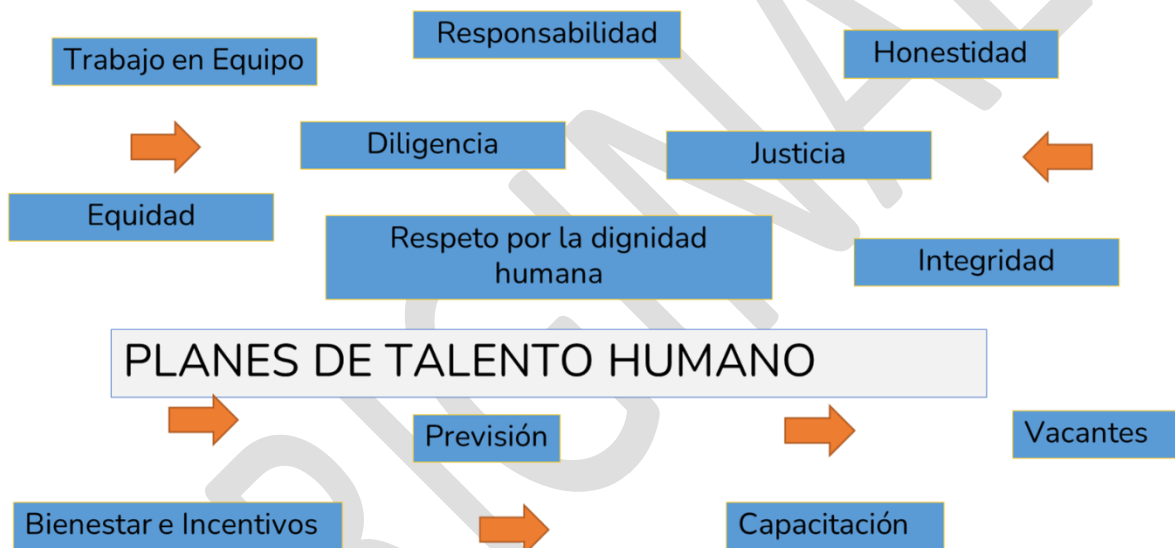 Responsabilidad
Trabajo en Equipo
Honestidad
Diligencia
Justicia
Equidad
Respeto por la dignidad
humana
Integridad
PLANES DE TALENTO HUMANO
Previsión
Vacantes
Bienestar e Incentivos
Capacitación